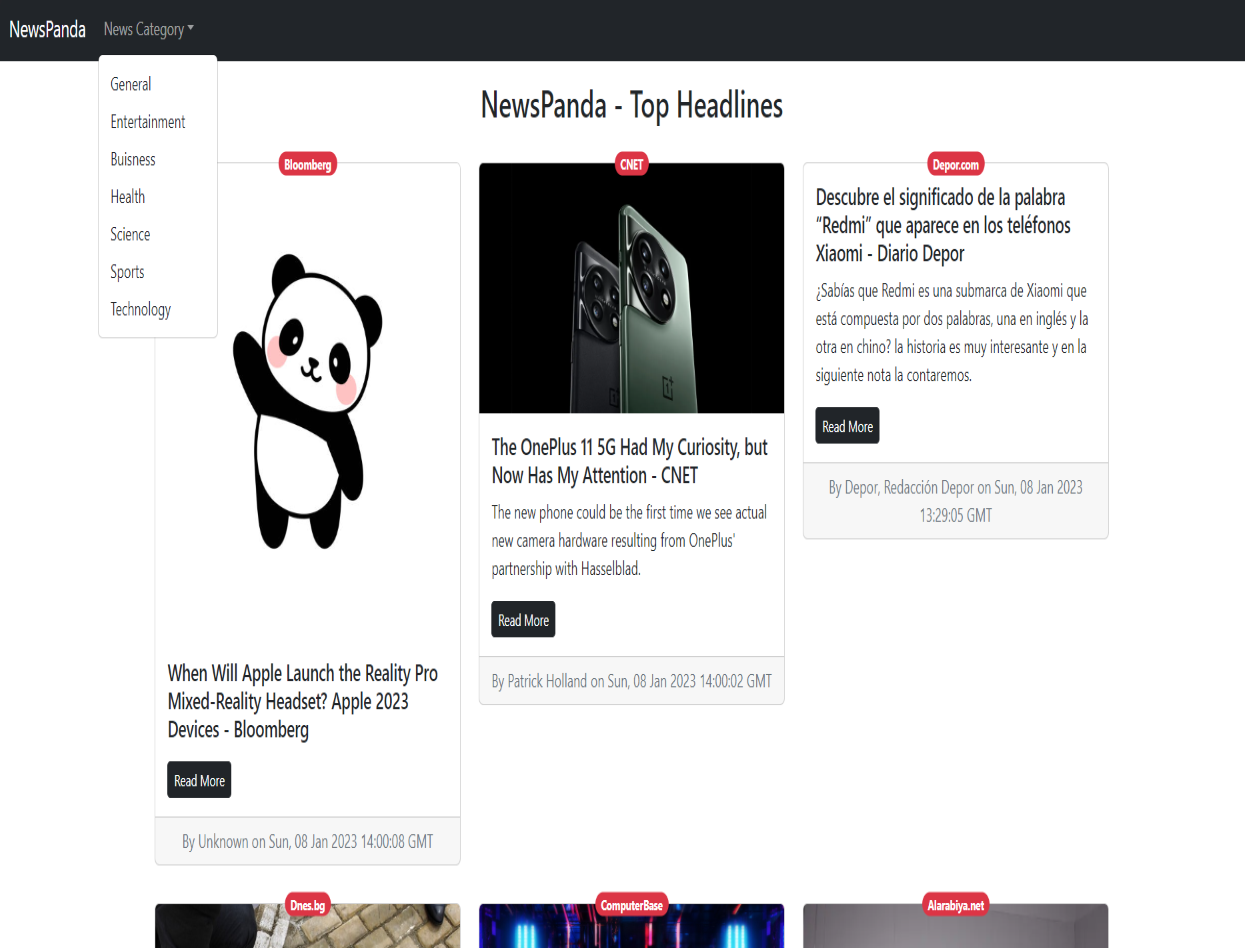 NewsPanda
News Category
General
Entertainment
Buisness
Health
Science
Sports
Technology
NewsPanda - Top Headlines
Bloomberg
When Will Apple Launch the Reality Pro
Mixed-Reality Headset? Apple 2023
Devices - Bloomberg
Read More
By Unknown on Sun, 08 Jan 2023 14:00:08 GMT
CNET
The OnePlus 11 5G Had My Curiosity, but
Now Has My Attention - CNET
The new phone could be the first time we see actual
new camera hardware resulting from OnePlus'
partnership with Hasselblad.
Read More
By Patrick Holland on Sun, 08 Jan 2023 14:00:02 GMT
Depor.com
Descubre el significado de la palabra
“Redmi” que aparece en los teléfonos
Xiaomi - Diario Depor
¿Sabías que Redmi es una submarca de Xiaomi que
está compuesta por dos palabras, una en inglés y la
otra en chino? la historia es muy interesante y en la
siguiente nota la contaremos.
Read More
By Depor, Redacción Depor on Sun, 08 Jan 2023
13:29:05 GMT
Dnes.bg
ComputerBase
Alarabiya.net